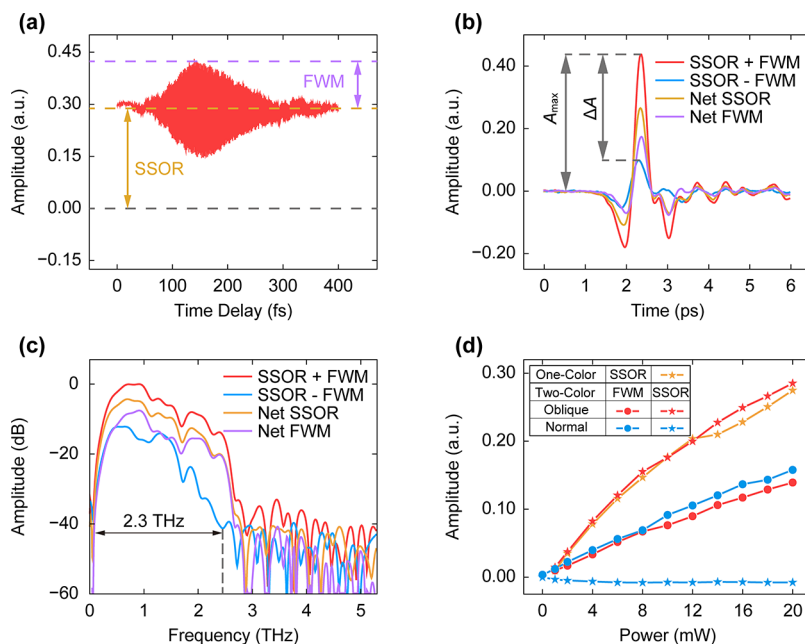 (a)
0.45
0.30
0.15
0.00
−0.15
Amplitude (a.u.)
FWM
SSOR
0 100 200 300 400
Time Delay (fs)
(b)
0.40
0.20
0.00
−0.20
Amplitude (a.u.)
Amax
ΔA
SSOR + FWM
SSOR - FWM
Net SSOR
Net FWM
0 1 2 3 4 5 6
Time (ps)
(c)
0
−20
−40
−60
Amplitude (dB)
SSOR + FWM
SSOR - FWM
Net SSOR
Net FWM
2.3 THz
0 1 2 3 4 5
Frequency (THz)
(d)
0.30
0.20
0.10
0.00
Amplitude (a.u.)
One-Color SSOR
Two-Color FWM SSOR
Oblique
Normal
0 4 8 12 16 20
Power (mW)